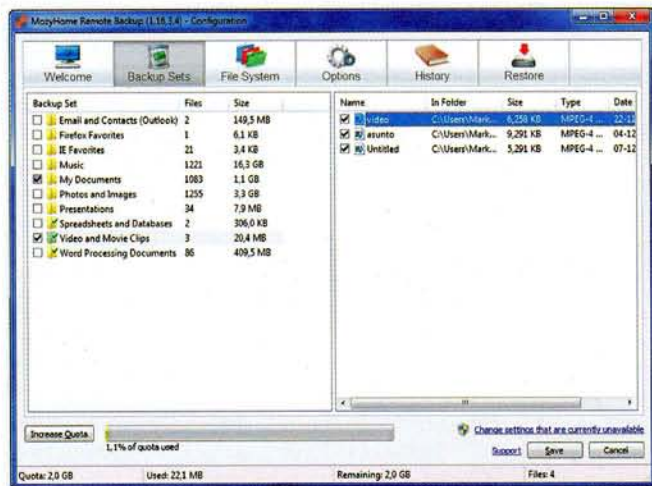 MozyHome Remote Backup (1.16.3.4) - Configuration
Welcome Backup Sets File System Options History Restore
Backup Set Files Size
Email and Contacts (Outlook) 2 149,5 MB
Firefox Favorites 1 6,1 KB
IE Favorites 21 3,4 KB
Music 1221 16,3 GB
My Documents 1083 1,1 GB
Photos and Images 1255 3,3 GB
Presentations 34 7,9 MB
Spreadsheets and Databases 2 306,0 KB
Video and Movie Clips 3 20,4 MB
Word Processing Documents 86 409,5 MB
Name In Folder Size Type Date
video C:\Users\Mark... 6,258 KB MPEG-4 ... 22-11
asunto C:\Users\Mark... 9,291 KB MPEG-4 ... 04-12
Untitled C:\Users\Mark... 5,291 KB MPEG-4 ... 07-12
Increase Quota
1,1% of quota used
Change settings that are currently unavailable
Support Save Cancel
Quota: 2,0 GB Used: 22,1 MB Remaining: 2,0 GB Files: 4